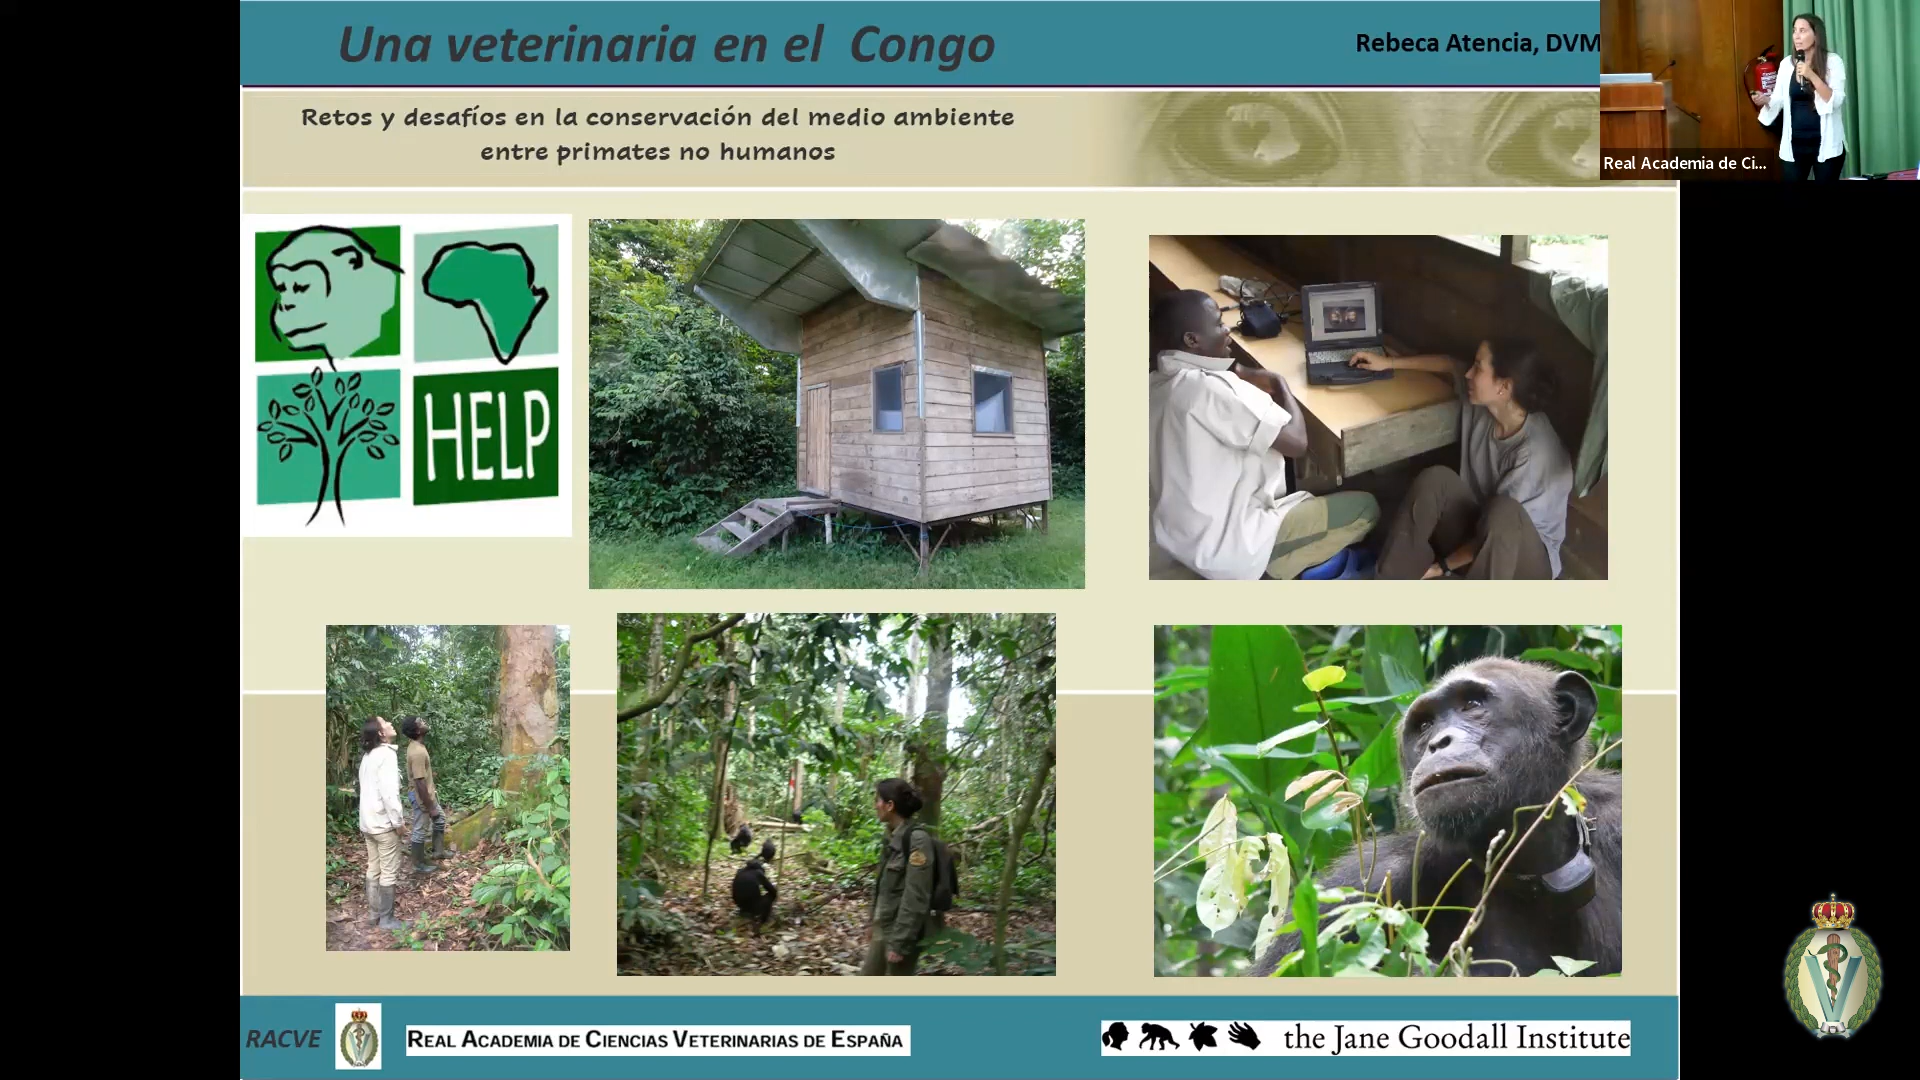 Una veterinaria en el Congo
Rebeca Atencia, DVM
Retos y desafíos en la conservación del medio ambiente
entre primates no humanos
Real Academia de Ci...
HELP
RACVE
REAL ACADEMIA DE CIENCIAS VETERINARIAS DE ESPAÑA
the Jane Goodall Institute
V